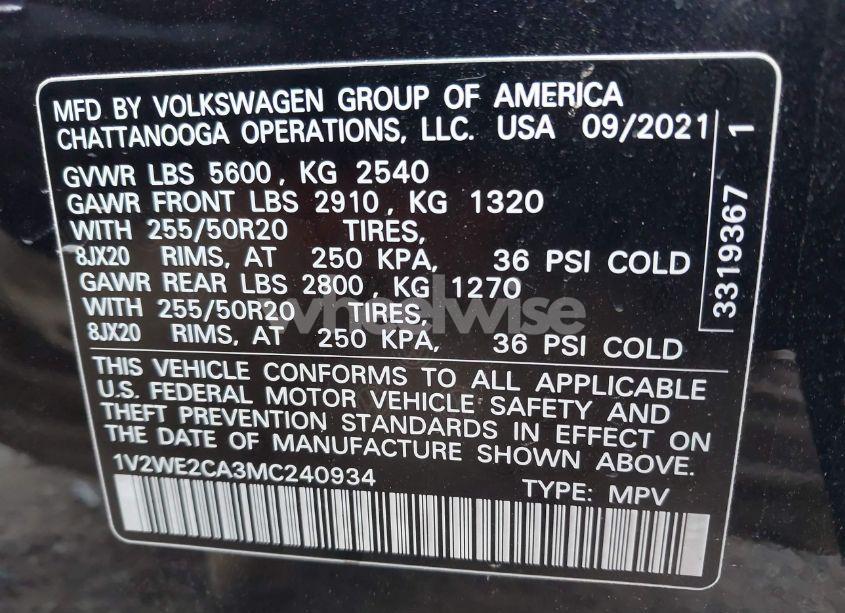 MFD BY VOLKSWAGEN GROUP OF AMERICA
CHATTANOOGA OPERATIONS, LLC. USA 09/2021
GVWR LBS 5600, KG 2540
GAWR FRONT LBS 2910, KG 1320
WITH 255/50R20 TIRES,
8JX20 RIMS, AT 250 KPA, 36 PSI COLD
GAWR REAR LBS 2800, KG 1270
WITH 255/50R20 TIRES,
8JX20 RIMS, AT 250 KPA, 36 PSI COLD
THIS VEHICLE CONFORMS TO ALL APPLICABLE
U.S. FEDERAL MOTOR VEHICLE SAFETY AND
THEFT PREVENTION STANDARDS IN EFFECT ON
THE DATE OF MANUFACTURE SHOWN ABOVE.
1V2WE2CA3MC240934 TYPE: MPV
3319367 1
wheelwise